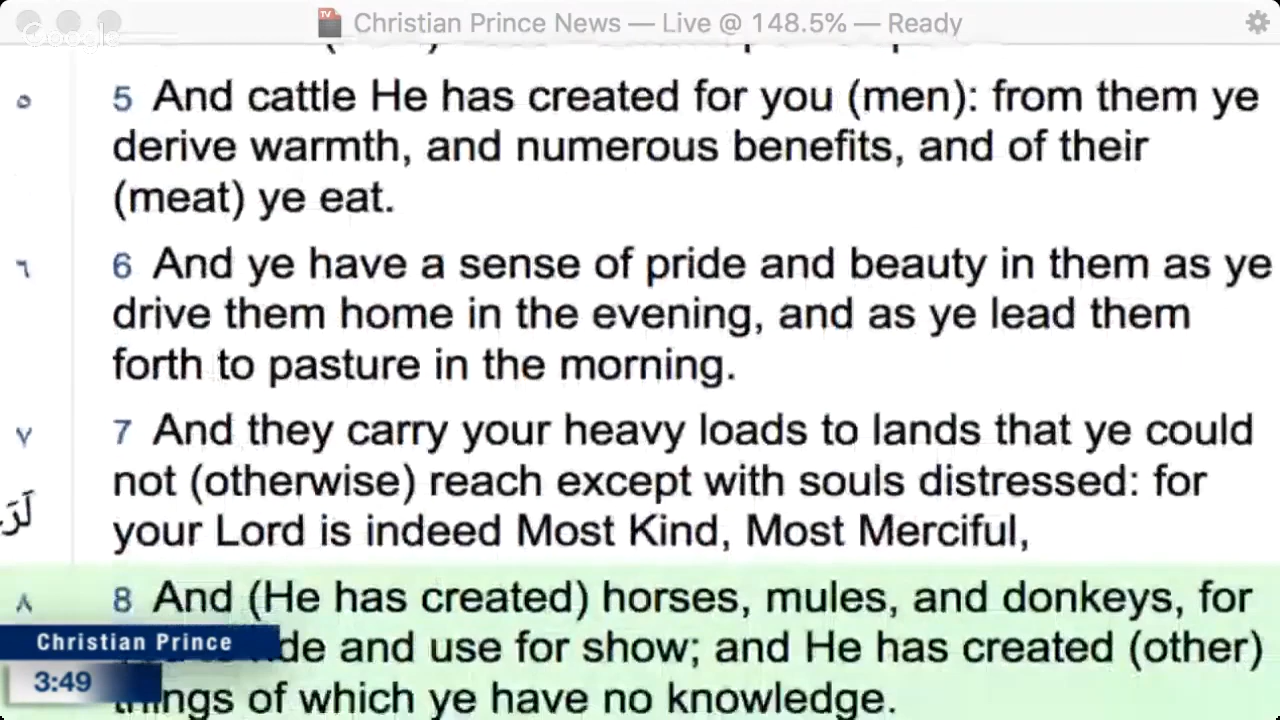 Christian Prince News — Live @ 148.5% — Ready
Google
٥ 5 And cattle He has created for you (men): from them ye
derive warmth, and numerous benefits, and of their
(meat) ye eat.
٦ 6 And ye have a sense of pride and beauty in them as ye
drive them home in the evening, and as ye lead them
forth to pasture in the morning.
٧ 7 And they carry your heavy loads to lands that ye could
not (otherwise) reach except with souls distressed: for
your Lord is indeed Most Kind, Most Merciful,
٨ 8 And (He has created) horses, mules, and donkeys, for
and use for show; and He has created (other)
things of which ye have no knowledge.
Christian Prince
3:49